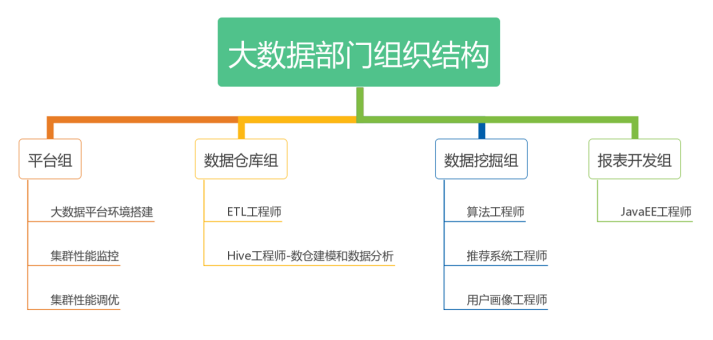 大数据部门组织结构
平台组
数据仓库组
数据挖掘组
报表开发组
大数据平台环境搭建
集群性能监控
集群性能调优
ETL工程师
Hive工程师-数仓建模和数据分析
算法工程师
推荐系统工程师
用户画像工程师
JavaEE工程师